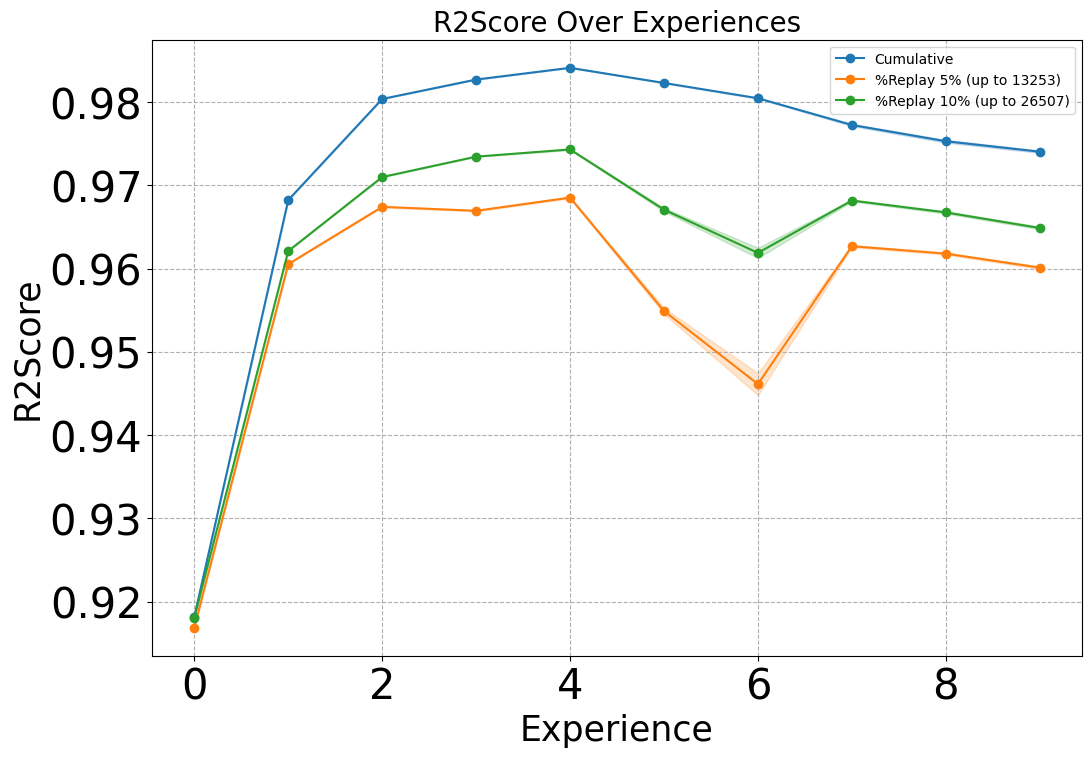 R2Score Over Experiences
Cumulative
%Replay 5% (up to 13253)
%Replay 10% (up to 26507)
R2Score
0.98
0.97
0.96
0.95
0.94
0.93
0.92
0 2 4 6 8
Experience